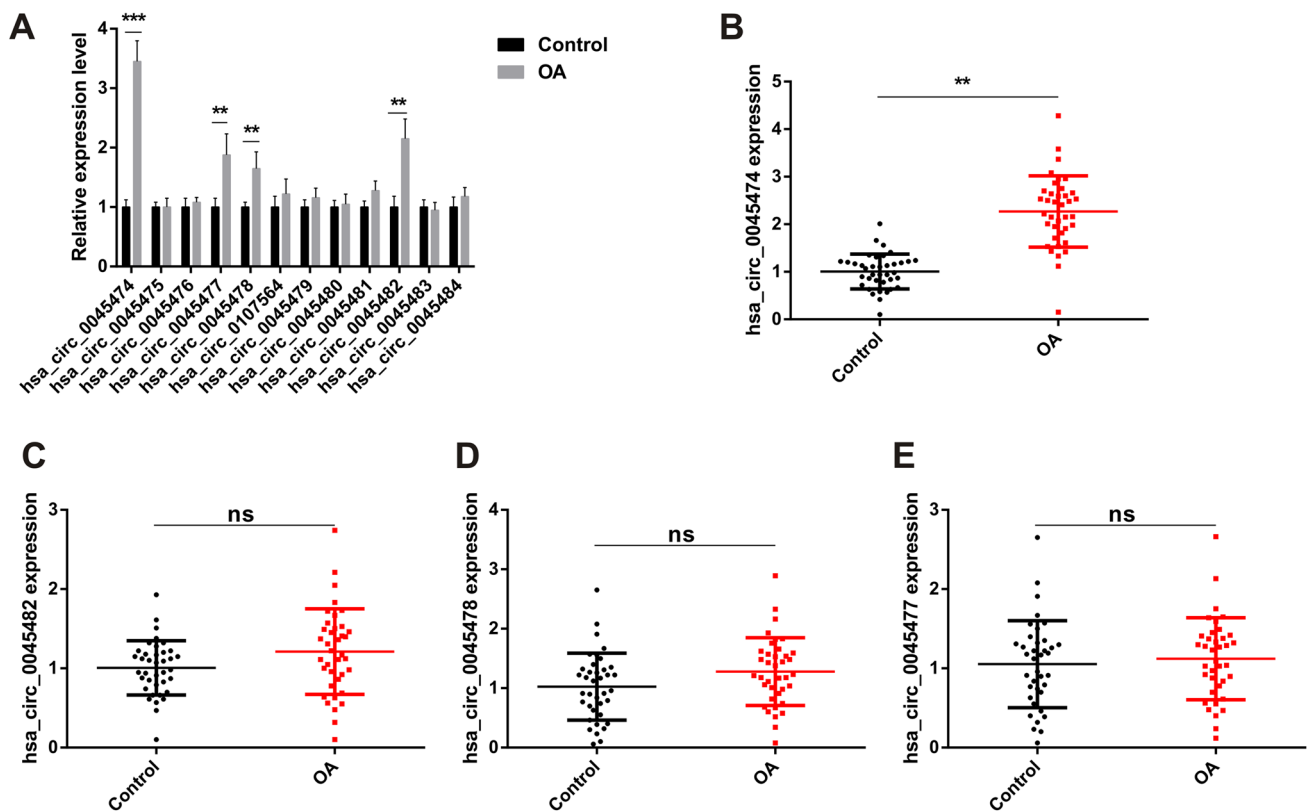 A
Relative expression level
4
3
2
1
0
***
**
**
**
Control
OA
hsa_circ_0045474
hsa_circ_0045475
hsa_circ_0045476
hsa_circ_0045477
hsa_circ_0045478
hsa_circ_0107564
hsa_circ_0045479
hsa_circ_0045480
hsa_circ_0045481
hsa_circ_0045482
hsa_circ_0045483
hsa_circ_0045484
B
hsa_circ_0045474 expression
5
4
3
2
1
0
**
Control
OA
C
hsa_circ_0045482 expression
3
2
1
0
ns
Control
OA
D
hsa_circ_0045478 expression
4
3
2
1
0
ns
Control
OA
E
hsa_circ_0045477 expression
3
2
1
0
ns
Control
OA